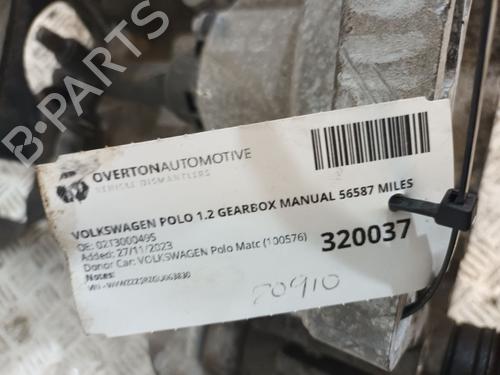 B-PARTS
OVERTONAUTOMOTIVE
VEHICLE DISMANTLERS
VOLKSWAGEN POLO 1.2 GEARBOX MANUAL 56587 MILES
OE: 02T300049S
Added: 27/11/2023
Donor Car: VOLKSWAGEN Polo Matc (100576)
Notes:
320037
20910